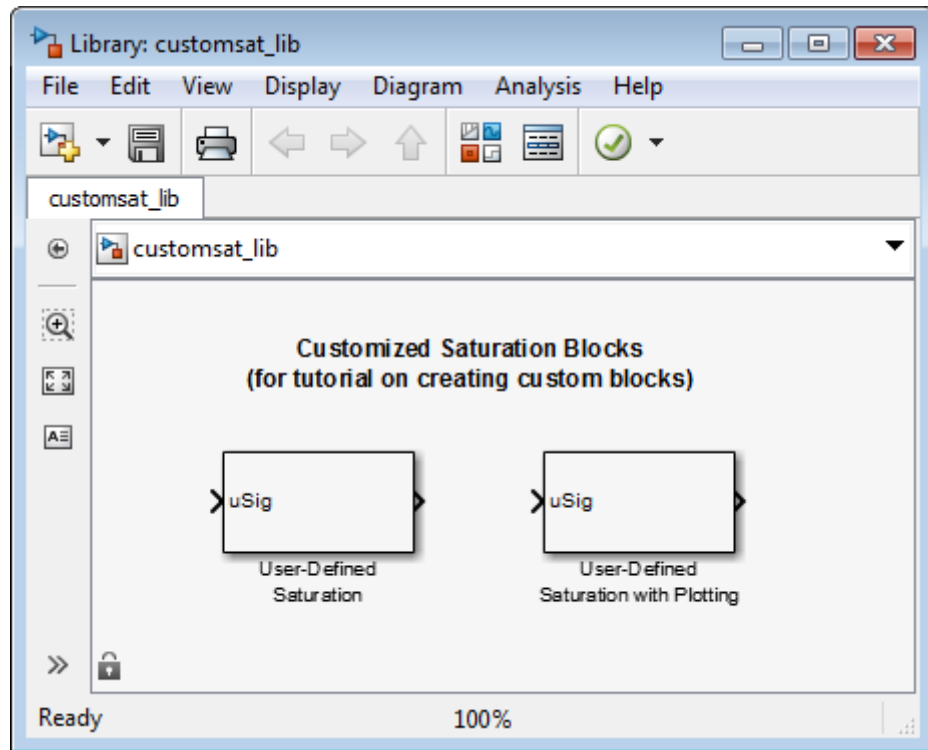 Library: customsat_lib
File Edit View Display Diagram Analysis Help
customsat_lib
customsat_lib
Customized Saturation Blocks
(for tutorial on creating custom blocks)
uSig
User-Defined
Saturation
uSig
User-Defined
Saturation with Plotting
Ready 100%